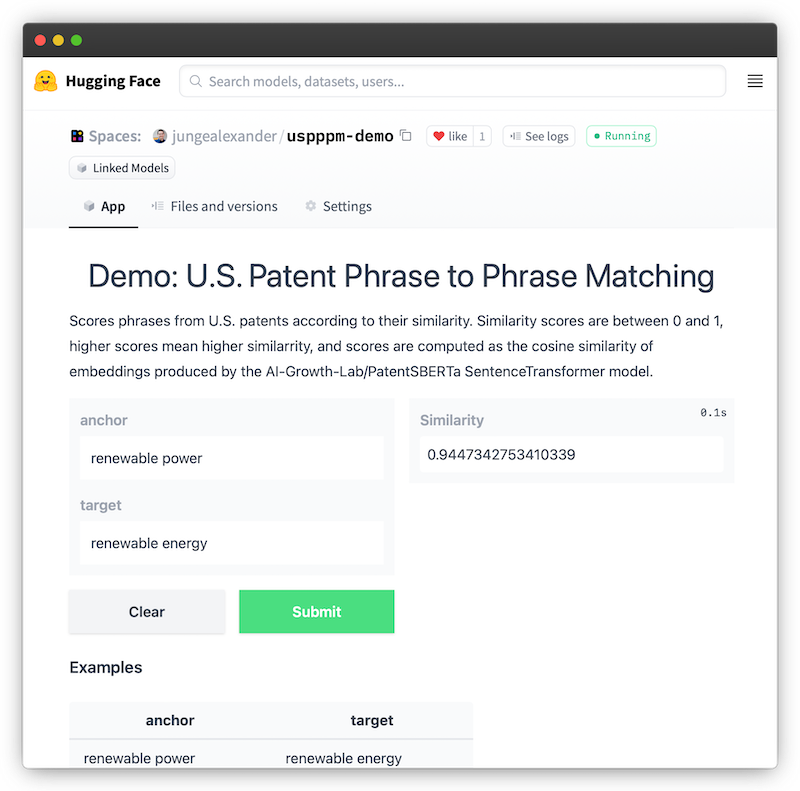 Hugging Face
Search models, datasets, users...
Spaces: jungealexander/uspppm-demo like 1 See logs Running
Linked Models
App Files and versions Settings
Demo: U.S. Patent Phrase to Phrase Matching
Scores phrases from U.S. patents according to their similarity. Similarity scores are between 0 and 1,
higher scores mean higher similarrity, and scores are computed as the cosine similarity of
embeddings produced by the AI-Growth-Lab/PatentSBERTa SentenceTransformer model.
anchor
renewable power
target
renewable energy
Similarity
0.1s
0.9447342753410339
Clear Submit
Examples
anchor target
renewable power renewable energy